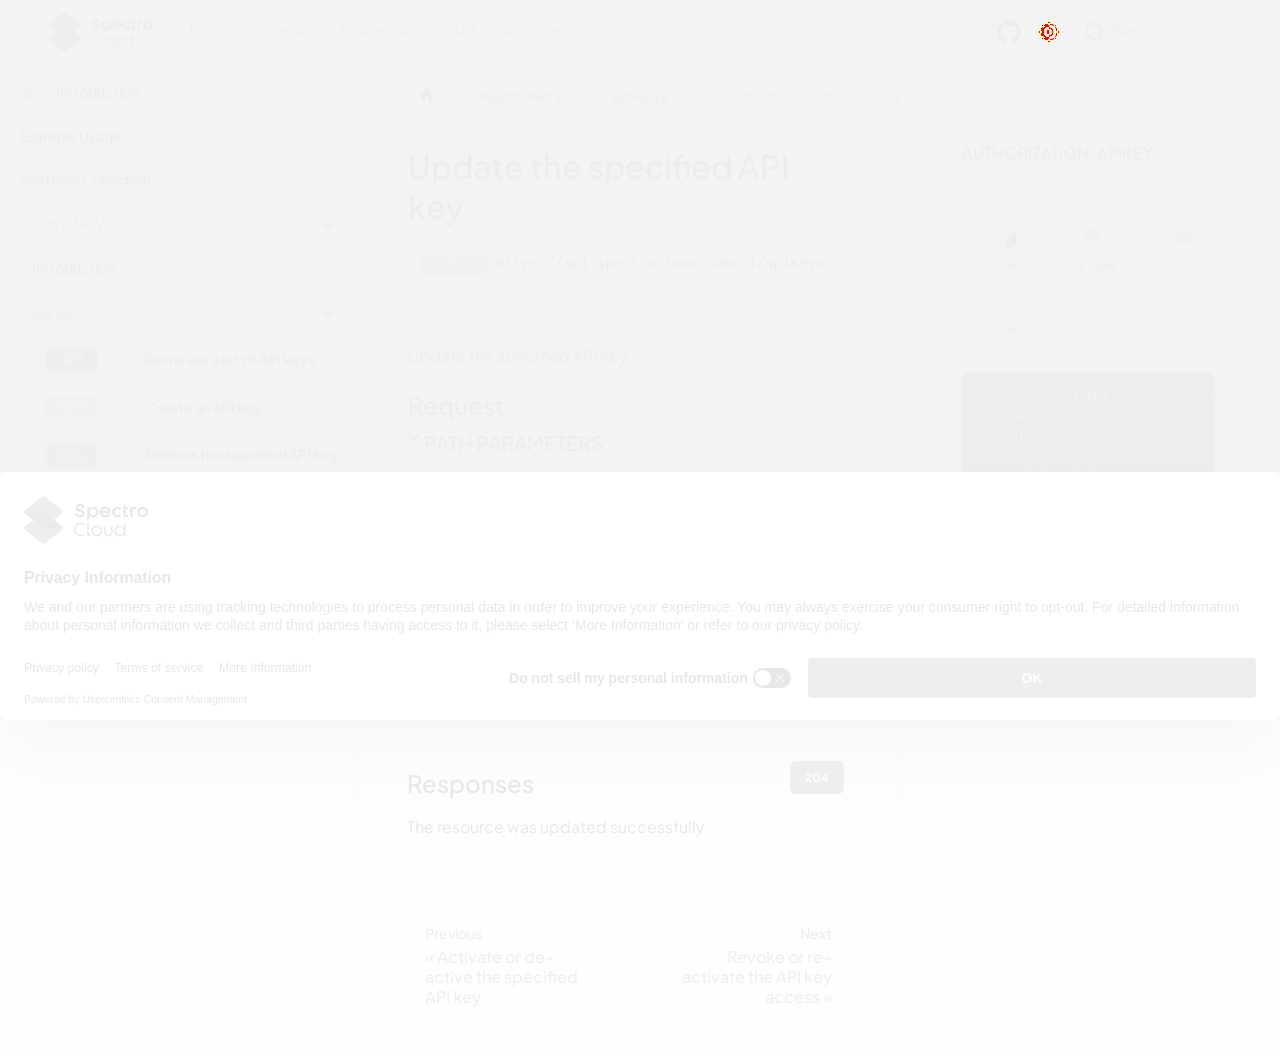 Spectro Cloud
Docs Tutorials Downloads API latest
Search
Introduction
Example Usage
Postman Collection
Palette API V1
Introduction
Api Keys
Retrieves a list of API keys
Create an API key
Deletes the specified API key
Palette API V1 Api Keys Update the specified API key
Update the specified API
key
https://api.spectrocloud.com/v1/apiKeys/:u
Update the specified API key
Request
PATH PARAMETERS
AUTHORIZATION: APIKEY
CURL PYTHON GO
CURL
Spectro
Cloud
Privacy Information
We and our partners are using tracking technologies to process personal data in order to improve your experience. You may always exercise your consumer right to opt-out. For detailed information
about personal information we collect and third parties having access to it, please select 'More Information' or refer to our privacy policy.
Privacy policy Terms of service More Information
Powered by Usercentrics Consent Management
Do not sell my personal information
OK
Responses
204
The resource was updated successfully
Previous
« Activate or de-
active the specified
API key
Next
Revoke or re-
activate the API key
access »